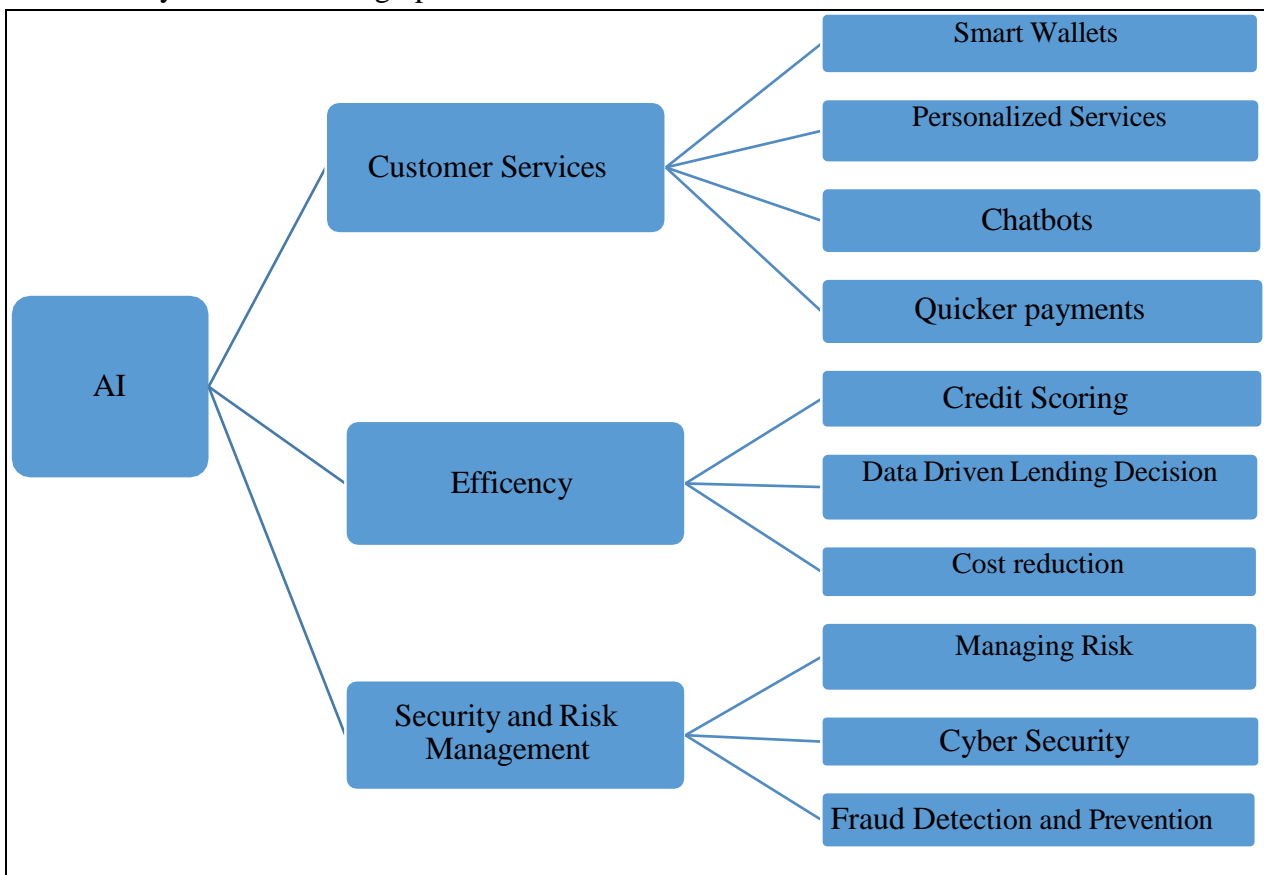 Smart Wallets
Personalized Services
Customer Services
Chatbots
Quicker payments
AI
Credit Scoring
Efficency
Data Driven Lending Decision
Cost reduction
Managing Risk
Security and Risk
Management
Cyber Security
Fraud Detection and Prevention